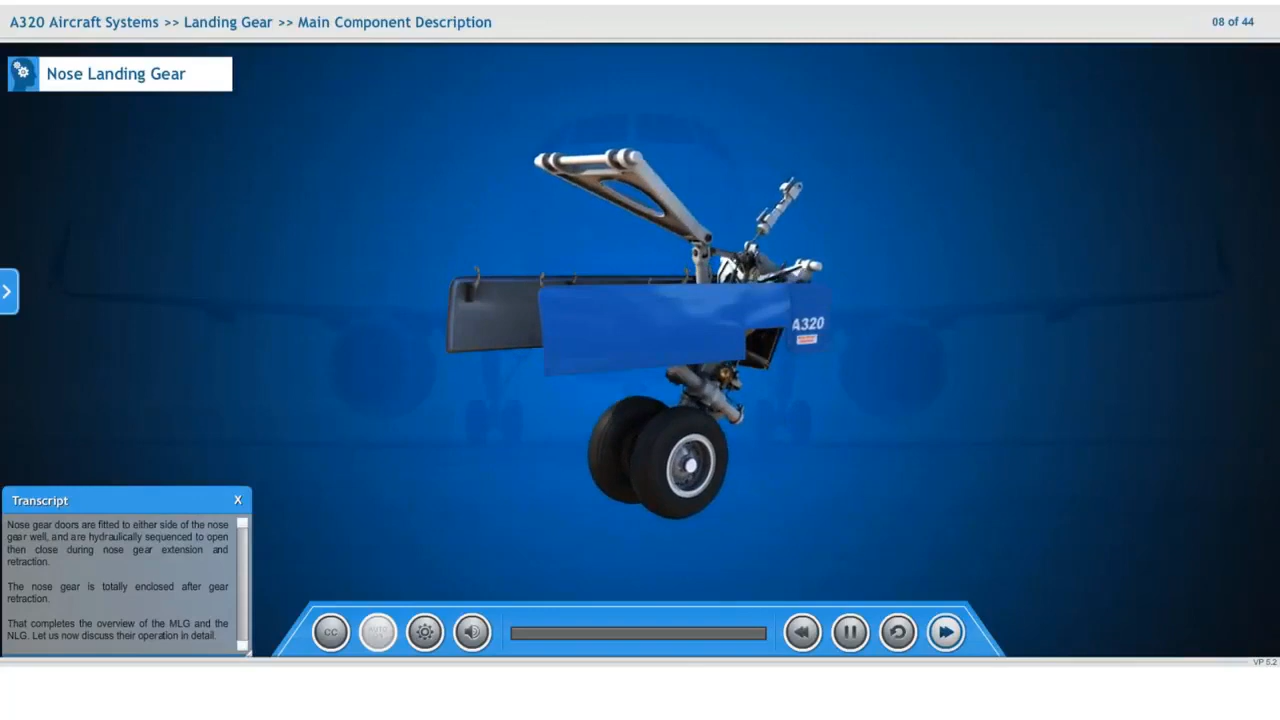 A320 Aircraft Systems >> Landing Gear >> Main Component Description
08 of 44
Nose Landing Gear
A320
Transcript
X
Nose gear doors are fitted to either side of the nose
gear well, and are hydraulically sequenced to open
then close during nose gear extension and
retraction.
The nose gear is totally enclosed after gear
retraction.
That completes the overview of the MLG and the
NLG. Let us now discuss their operation in detail.
CC
VP 5.2